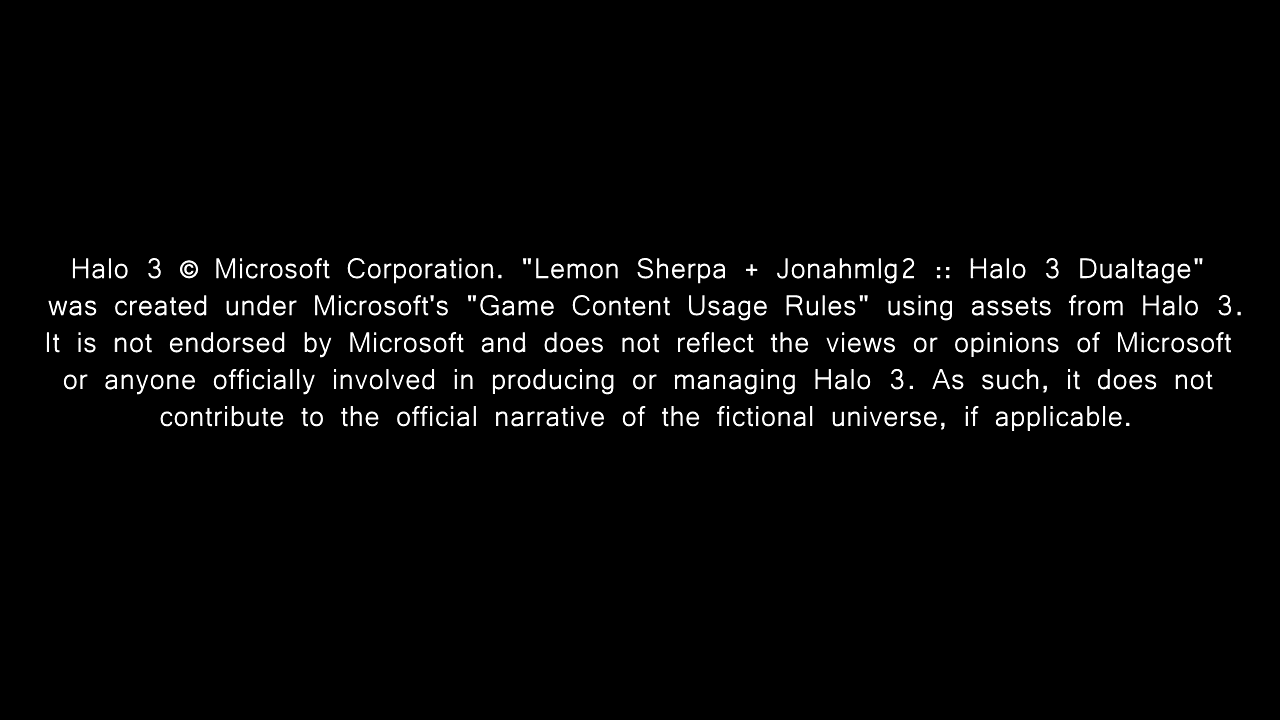 Halo 3 © Microsoft Corporation. "Lemon Sherpa + Jonahmlg2 :: Halo 3 Dualtage"
was created under Microsoft's "Game Content Usage Rules" using assets from Halo 3.
It is not endorsed by Microsoft and does not reflect the views or opinions of Microsoft
or anyone officially involved in producing or managing Halo 3. As such, it does not
contribute to the official narrative of the fictional universe, if applicable.